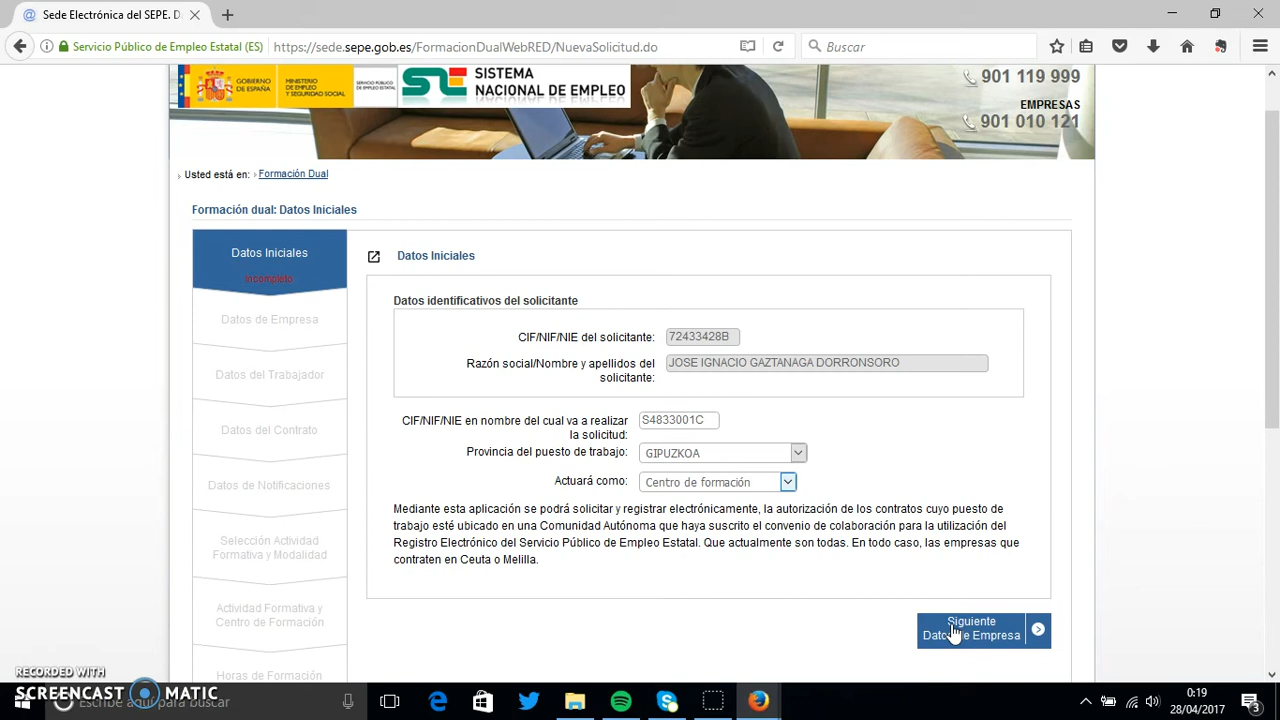 Sede Electrónica del SEPE. D
Servicio Público de Empleo Estatal (ES)
https://sede.sepe.gob.es/FormacionDualWebRED/NuevaSolicitud.do
Buscar
GOBIERNO
DE ESPAÑA
MINISTERIO
DE EMPLEO
Y SEGURIDAD SOCIAL
SISTEMA
NACIONAL DE EMPLEO
901 119 999
EMPRESAS
901 010 121
Usted está en: Formación Dual
Formación dual: Datos Iniciales
Datos Iniciales
Incompleto
Datos de Empresa
Datos del Trabajador
Datos del Contrato
Datos de Notificaciones
Selección Actividad
Formativa y Modalidad
Actividad Formativa y
Centro de Formación
Horas de Formación
Datos Iniciales
Datos identificativos del solicitante
CIF/NIF/NIE del solicitante: 72433428B
Razón social/Nombre y apellidos del
solicitante: JOSE IGNACIO GAZTANAGA DORRONSORO
CIF/NIF/NIE en nombre del cual va a realizar
la solicitud: S4833001C
Provincia del puesto de trabajo: GIPUZKOA
Actuará como: Centro de formación
Mediante esta aplicación se podrá solicitar y registrar electrónicamente, la autorización de los contratos cuyo puesto de
trabajo esté ubicado en una Comunidad Autónoma que haya suscrito el convenio de colaboración para la utilización del
Registro Electrónico del Servicio Público de Empleo Estatal. Que actualmente son todas. En todo caso, las empresas que
contraten en Ceuta o Melilla.
Siguiente
Datos de Empresa
RECORDED WITH
SCREENCAST MATIC
Escribe aquí para buscar
0:19
28/04/2017
3